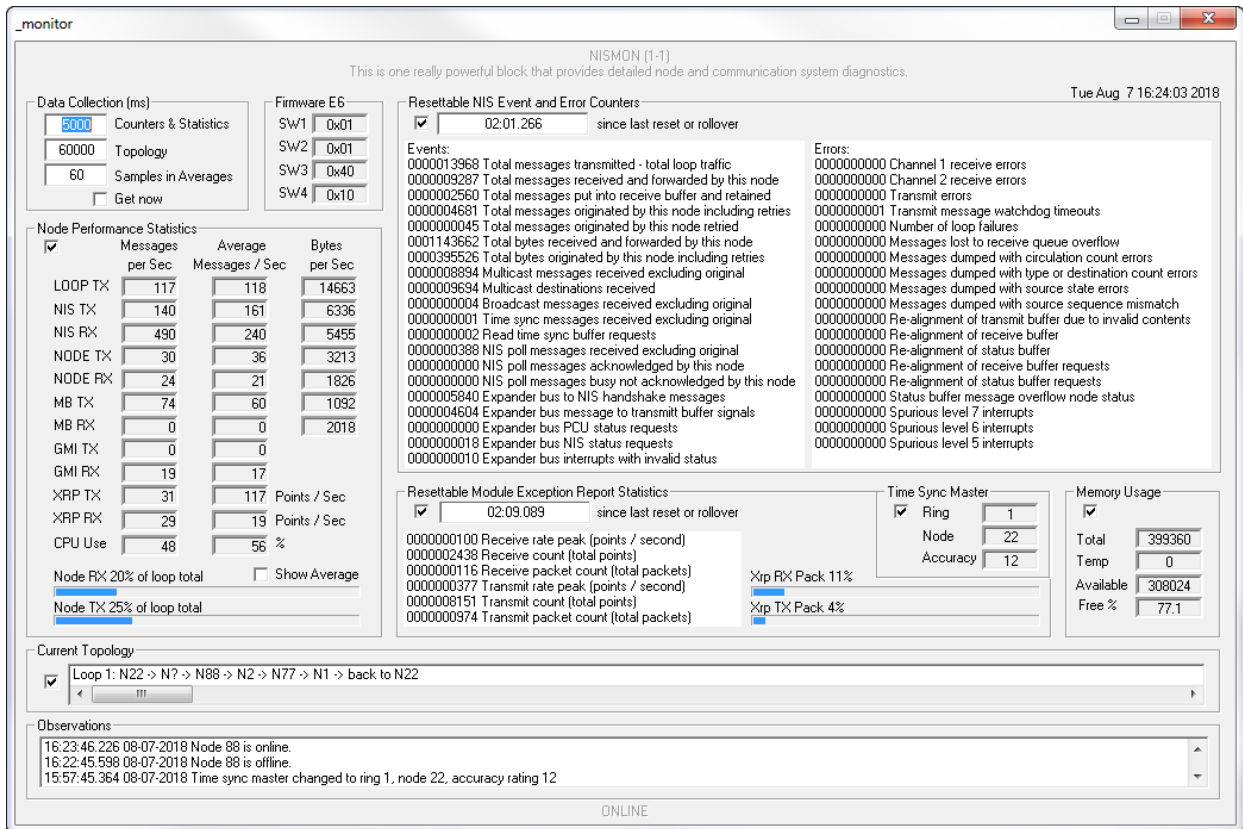 _monitor
NISMON (1-1)
This is one really powerful block that provides detailed node and communication system diagnostics.
Tue Aug 7 16:24:03 2018
Data Collection (ms)
5000 Counters & Statistics
60000 Topology
60 Samples in Averages
Get now
Firmware E6
SW1 0x01
SW2 0x01
SW3 0x40
SW4 0x10
Resettable NIS Event and Error Counters
02:01.266 since last reset or rollover
Events:
0000013968 Total messages transmitted - total loop traffic
0000009287 Total messages received and forwarded by this node
0000002560 Total messages put into receive buffer and retained
0000004681 Total messages originated by this node including retries
0000000045 Total messages originated by this node retried
0001143662 Total bytes received and forwarded by this node
0000395526 Total bytes originated by this node including retries
0000008894 Multicast messages received excluding original
0000009694 Multicast destinations received
0000000004 Broadcast messages received excluding original
0000000001 Time sync messages received excluding original
0000000002 Read time sync buffer requests
0000000388 NIS poll messages received excluding original
0000000000 NIS poll messages acknowledged by this node
0000000000 NIS poll messages busy not acknowledged by this node
0000005840 Expander bus to NIS handshake messages
0000004604 Expander bus message to transmitt buffer signals
0000000000 Expander bus PCU status requests
0000000018 Expander bus NIS status requests
0000000010 Expander bus interrupts with invalid status
Errors:
0000000000 Channel 1 receive errors
0000000000 Channel 2 receive errors
0000000000 Transmit errors
0000000001 Transmit message watchdog timeouts
0000000000 Number of loop failures
0000000000 Messages lost to receive queue overflow
0000000000 Messages dumped with circulation count errors
0000000000 Messages dumped with type or destination count errors
0000000000 Messages dumped with source state errors
0000000000 Messages dumped with source sequence mismatch
0000000000 Re-alignment of transmit buffer due to invalid contents
0000000000 Re-alignment of receive buffer
0000000000 Re-alignment of status buffer
0000000000 Re-alignment of receive buffer requests
0000000000 Re-alignment of status buffer requests
0000000000 Status buffer message overflow node status
0000000000 Spurious level 7 interrupts
0000000000 Spurious level 6 interrupts
0000000000 Spurious level 5 interrupts
Node Performance Statistics
Messages Average Bytes
per Sec Messages / Sec per Sec
LOOP TX 117 118 14663
NIS TX 140 161 6336
NIS RX 490 240 5455
NODE TX 30 36 3213
NODE RX 24 21 1826
MB TX 74 60 1092
MB RX 0 0 2018
GMI TX 0 0
GMI RX 19 17
XRP TX 31 117 Points / Sec
XRP RX 29 19 Points / Sec
CPU Use 48 56 %
Node RX 20% of loop total Show Average
Node TX 25% of loop total
Resettable Module Exception Report Statistics
02:09.089 since last reset or rollover
0000000100 Receive rate peak (points / second)
0000002438 Receive count (total points)
0000000116 Receive packet count (total packets)
0000000377 Transmit rate peak (points / second)
0000008151 Transmit count (total points)
0000000974 Transmit packet count (total packets)
Xrp RX Pack 11%
Xrp TX Pack 4%
Time Sync Master
Ring 1
Node 22
Accuracy 12
Memory Usage
Total 399360
Temp 0
Available 308024
Free % 77.1
Current Topology
Loop 1: N22 -> N? -> N88 -> N2 -> N77 -> N1 -> back to N22
Observations
16:23:46.226 08-07-2018 Node 88 is online.
16:22:45.598 08-07-2018 Node 88 is offline.
15:57:45.364 08-07-2018 Time sync master changed to ring 1, node 22, accuracy rating 12
ONLINE